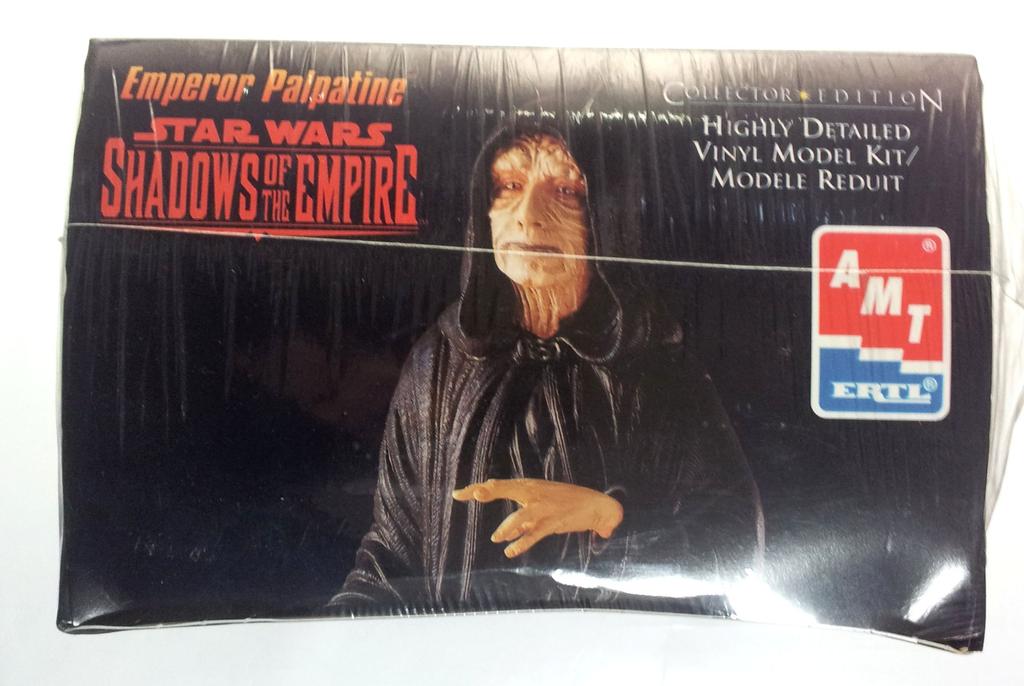 Emperor Palpatine
STAR WARS
SHADOWS OF THE EMPIRE
COLLECTOR EDITION
HIGHLY DETAILED
VINYL MODEL KIT/
MODELE REDUIT
AMT ®
ERTL ®